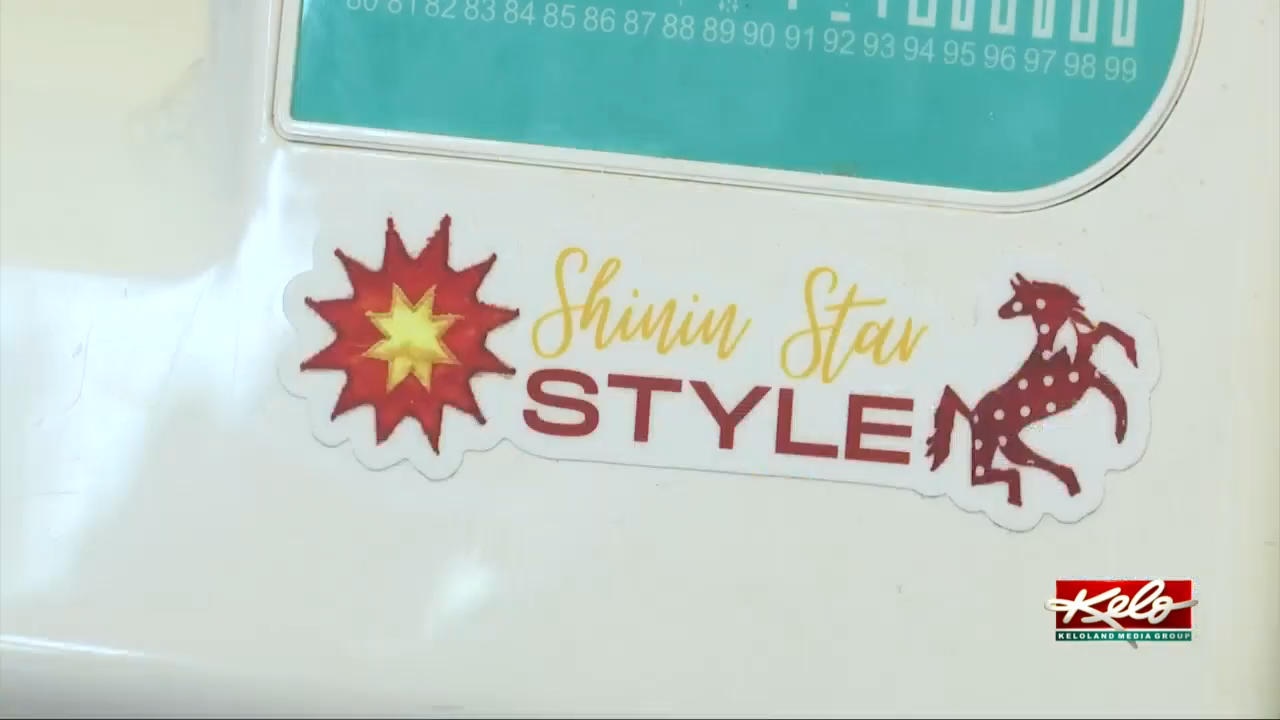 80 81 82 83 84 85 86 87 88 89 90 91 92 93 94 95 96 97 98 99
Shinin Star
STYLE
Kelo
KELOLAND MEDIA GROUP